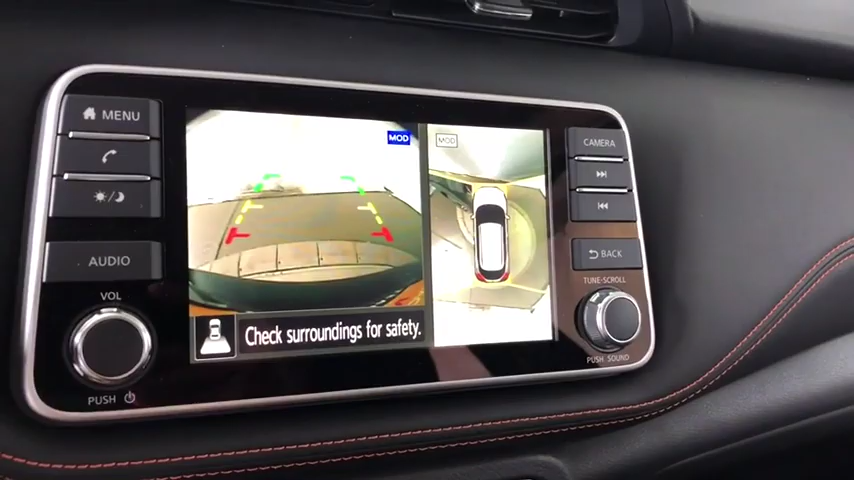 MENU
AUDIO
VOL
PUSH
MOD
MOD
Check surroundings for safety.
CAMERA
BACK
TUNE·SCROLL
PUSH SOUND